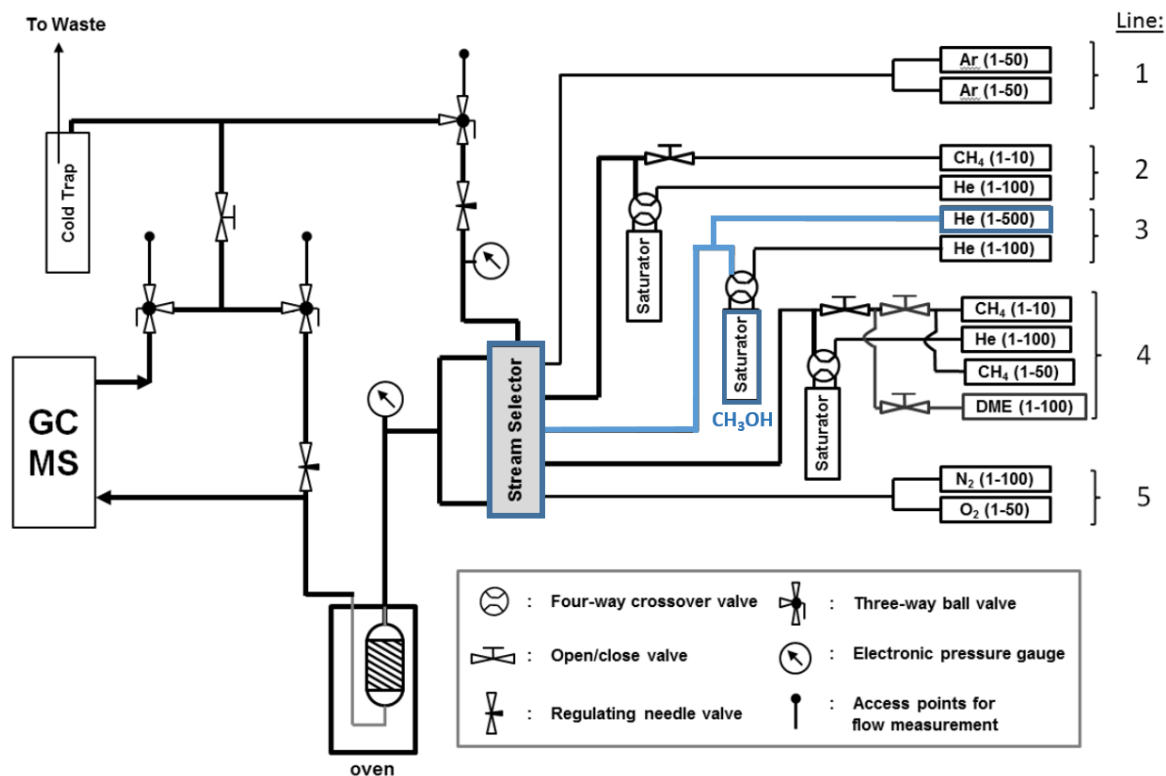 To Waste
Line:
Ar (1-50)
Ar (1-50)
1
CH₄ (1-10)
He (1-100)
2
He (1-500)
He (1-100)
3
Cold Trap
Saturator
Saturator
CH₃OH
Saturator
CH₄ (1-10)
He (1-100)
CH₄ (1-50)
DME (1-100)
4
GC
MS
Stream Selector
N₂ (1-100)
O₂ (1-50)
5
: Four-way crossover valve
: Three-way ball valve
: Open/close valve
: Electronic pressure gauge
: Regulating needle valve
: Access points for
flow measurement
oven